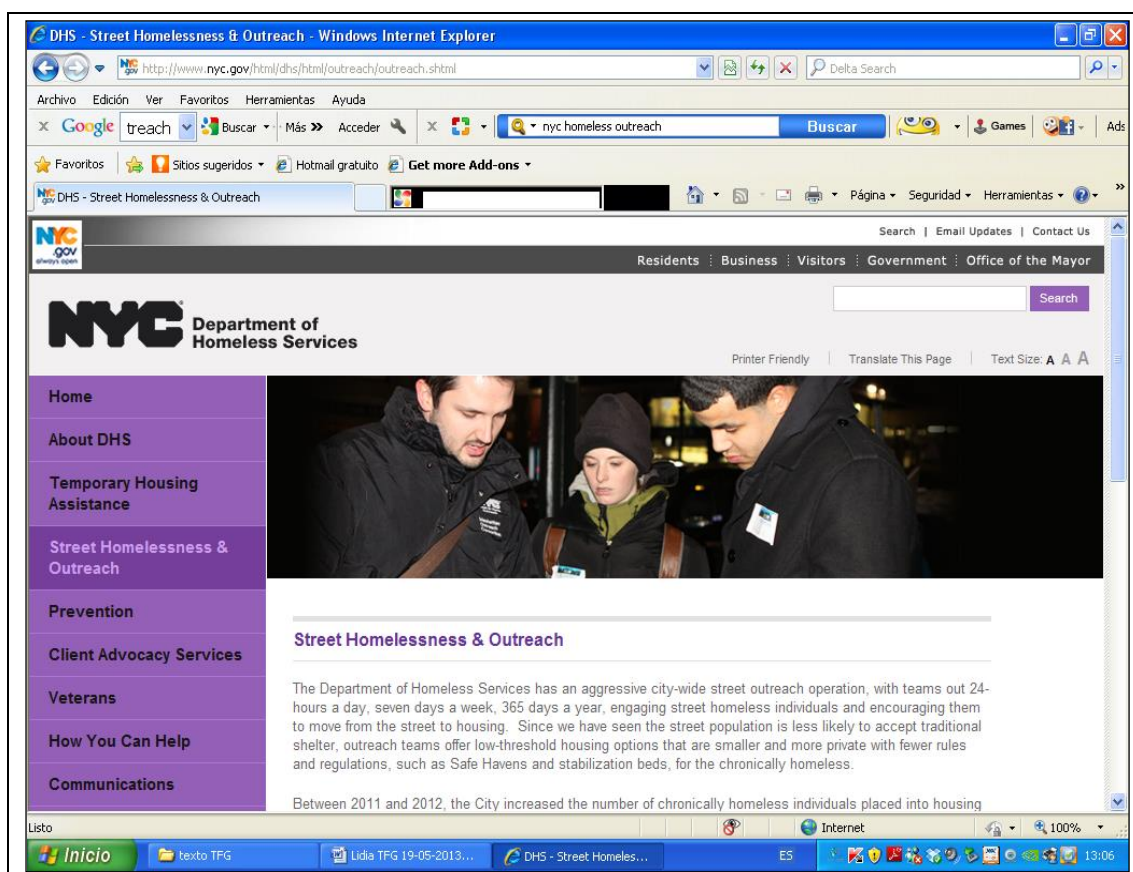 DHS - Street Homelessness & Outreach - Windows Internet Explorer
http://www.nyc.gov/html/dhs/html/outreach/outreach.shtml
Delta Search
Archivo Edición Ver Favoritos Herramientas Ayuda
x Google treach Buscar Más » Acceder x nyc homeless outreach Buscar Games Ads
Favoritos Sitios sugeridos Hotmail gratuito Get more Add-ons
NYC gov DHS - Street Homelessness & Outreach Página Seguridad Herramientas »
NYC .gov always open
Search | Email Updates | Contact Us
Residents Business Visitors Government Office of the Mayor
Search
NYC Department of
Homeless Services
Printer Friendly | Translate This Page | Text Size: A A A
Home
About DHS
Temporary Housing
Assistance
Street Homelessness &
Outreach
Prevention
Client Advocacy Services
Veterans
How You Can Help
Communications
Street Homelessness & Outreach
The Department of Homeless Services has an aggressive city-wide street outreach operation, with teams out 24-
hours a day, seven days a week, 365 days a year, engaging street homeless individuals and encouraging them
to move from the street to housing. Since we have seen the street population is less likely to accept traditional
shelter, outreach teams offer low-threshold housing options that are smaller and more private with fewer rules
and regulations, such as Safe Havens and stabilization beds, for the chronically homeless.
Between 2011 and 2012, the City increased the number of chronically homeless individuals placed into housing
Listo Internet 100%
Inicio texto TFG Lidia TFG 19-05-2013... DHS - Street Homeles... ES 13:06